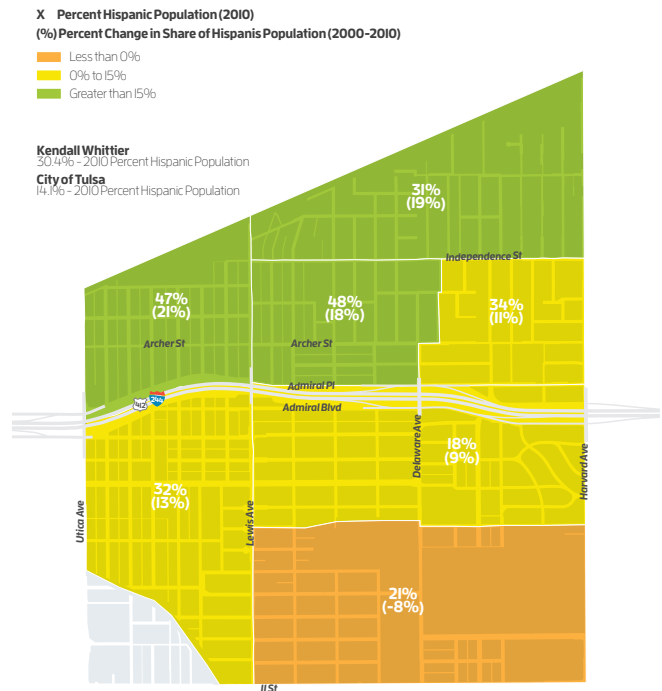 X Percent Hispanic Population (2010)
(%) Percent Change in Share of Hispanis Population (2000-2010)
Less than 0%
0% to 15%
Greater than 15%
Kendall Whittier
30.4% - 2010 Percent Hispanic Population
City of Tulsa
14.1% - 2010 Percent Hispanic Population
31%
(19%)
Independence St
47%
(21%)
48%
(18%)
34%
(11%)
Archer St
Archer St
Admiral Pl
412
244
Admiral Blvd
Delaware Ave
18%
(9%)
Harvard Ave
32%
(13%)
Utica Ave
Lewis Ave
21%
(-8%)
11 St